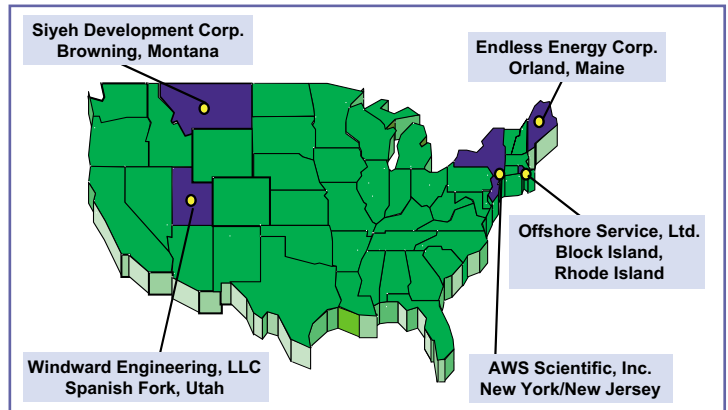 Siyeh Development Corp.
Browning, Montana
Endless Energy Corp.
Orland, Maine
Offshore Service, Ltd.
Block Island,
Rhode Island
Windward Engineering, LLC
Spanish Fork, Utah
AWS Scientific, Inc.
New York/New Jersey